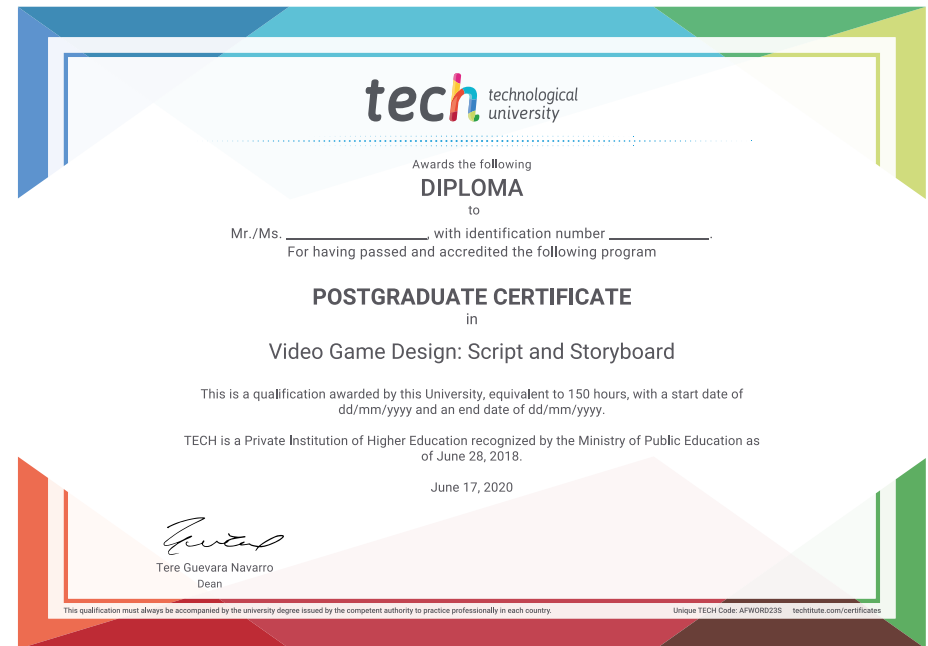 tech technological
university
Awards the following
DIPLOMA
to
Mr./Ms. ____________________, with identification number ______________.
For having passed and accredited the following program
POSTGRADUATE CERTIFICATE
in
Video Game Design: Script and Storyboard
This is a qualification awarded by this University, equivalent to 150 hours, with a start date of
dd/mm/yyyy and an end date of dd/mm/yyyy.
TECH is a Private Institution of Higher Education recognized by the Ministry of Public Education as
of June 28, 2018.
June 17, 2020
Tere Guevara Navarro
Dean
This qualification must always be accompanied by the university degree issued by the competent authority to practice professionally in each country. Unique TECH Code: AFWORD23S techtitute.com/certificates